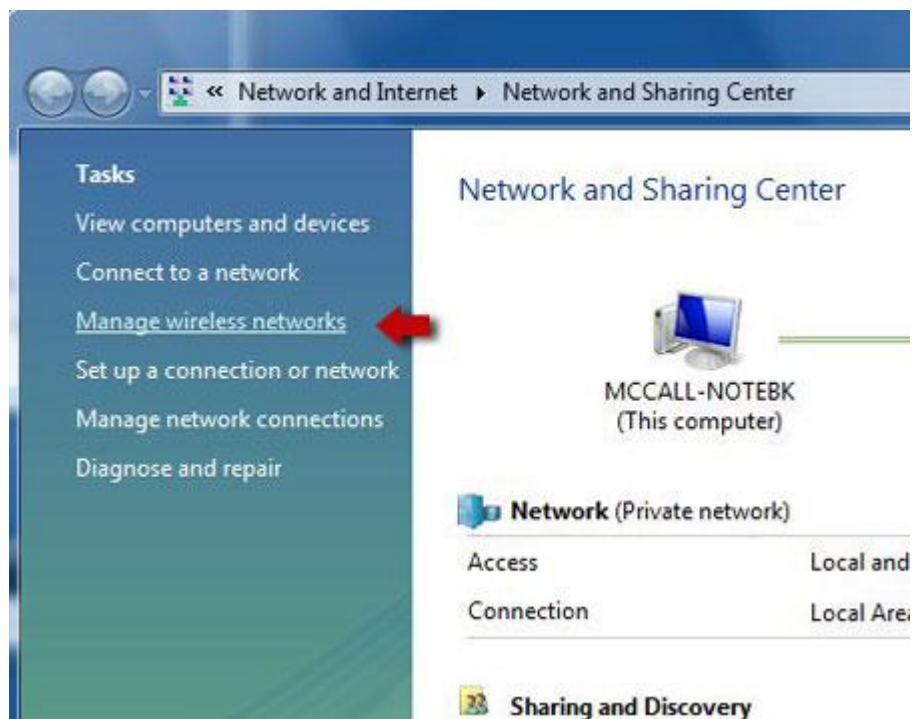 « Network and Internet ▸ Network and Sharing Center
Tasks
View computers and devices
Connect to a network
Manage wireless networks
Set up a connection or network
Manage network connections
Diagnose and repair
Network and Sharing Center
MCCALL-NOTEBK
(This computer)
Network (Private network)
Access Local and
Connection Local Area
Sharing and Discovery